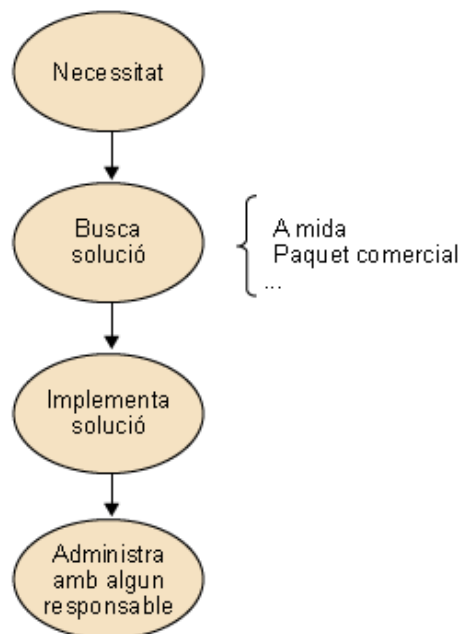 Necessitat
Busca
solució
A mida
Paquet comercial
...
Implementa
solució
Administra
amb algun
responsable